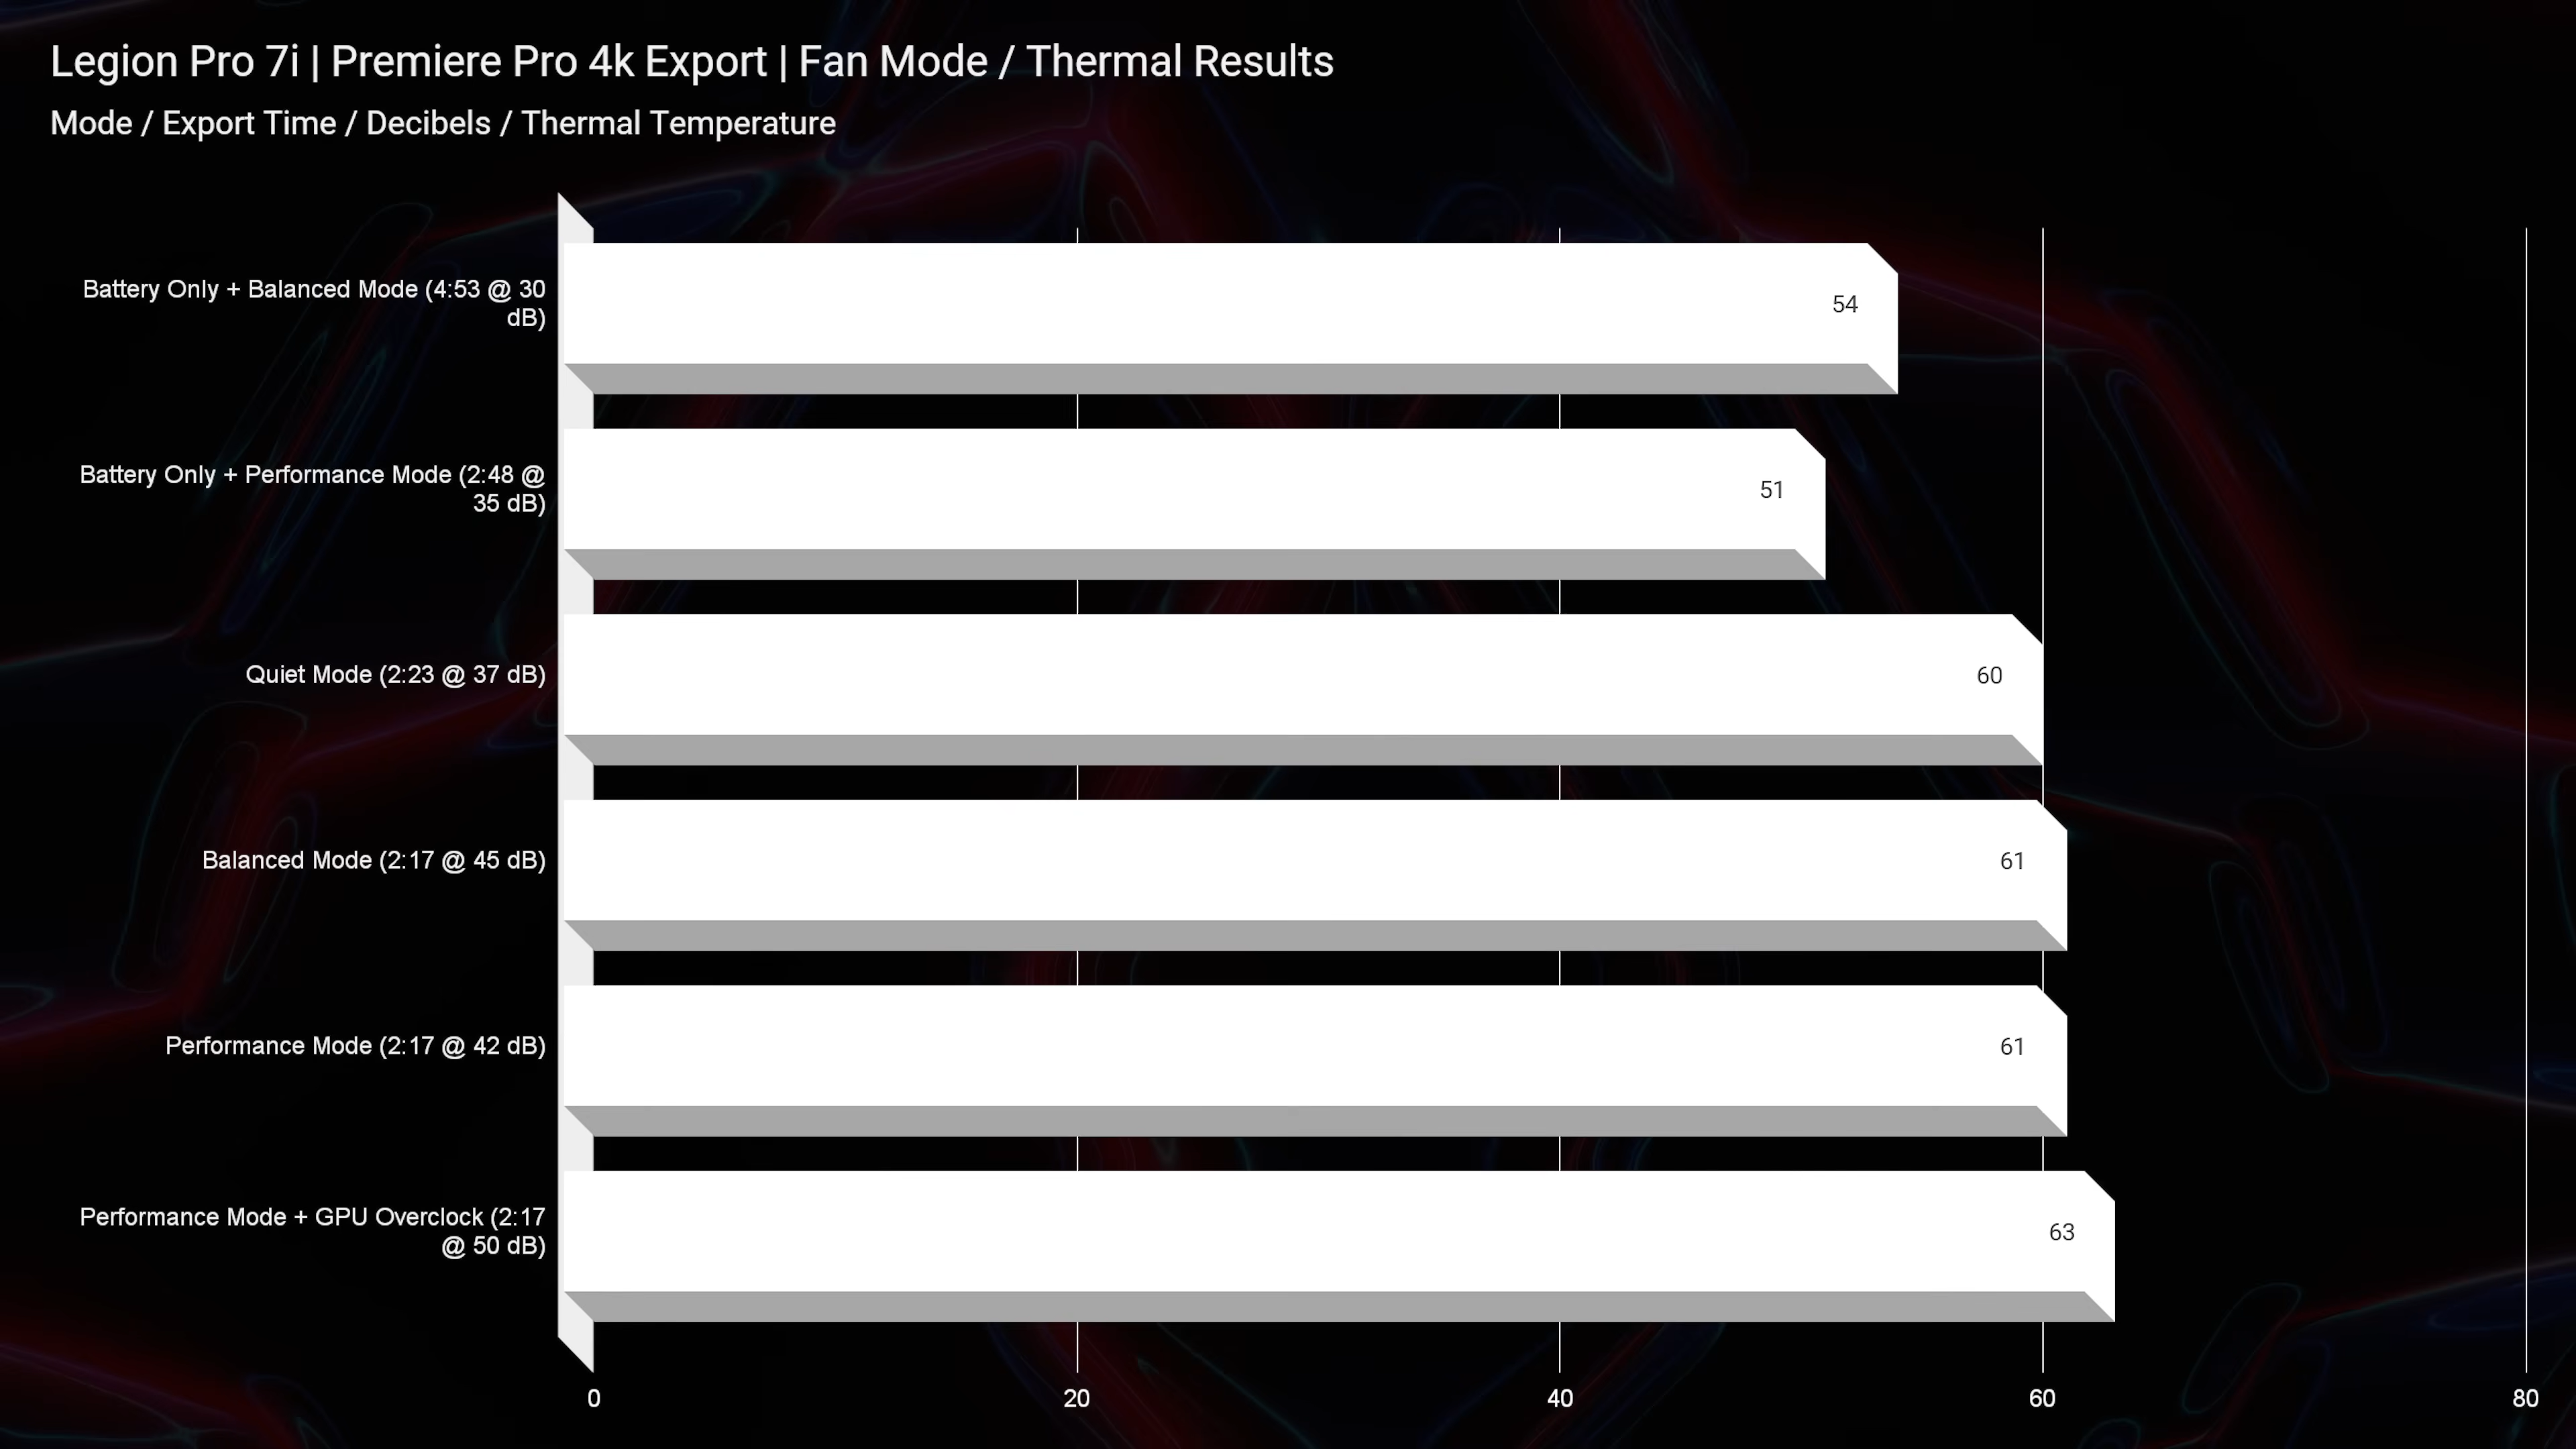 Legion Pro 7i | Premiere Pro 4k Export | Fan Mode / Thermal Results
Mode / Export Time / Decibels / Thermal Temperature
Battery Only + Balanced Mode (4:53 @ 30
dB)
54
Battery Only + Performance Mode (2:48 @
35 dB)
51
Quiet Mode (2:23 @ 37 dB)
60
Balanced Mode (2:17 @ 45 dB)
61
Performance Mode (2:17 @ 42 dB)
61
Performance Mode + GPU Overclock (2:17
@ 50 dB)
63
0 20 40 60 80